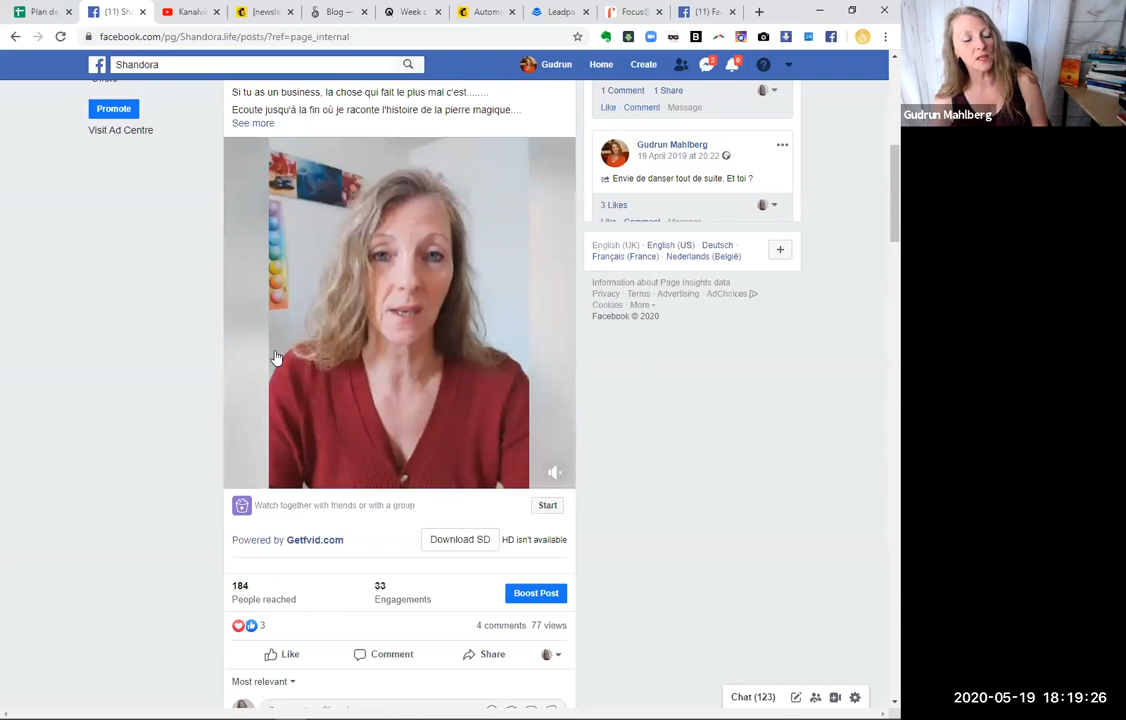 Plan de
(11) Sh
Kanalvi
[newsle
Blog —
Week c
Autom
Leadpa
Focus®
(11) Fa
facebook.com/pg/Shandora.life/posts/?ref=page_internal
Shandora
Gudrun
Home
Create
2
9
Promote
Visit Ad Centre
Si tu as un business, la chose qui fait le plus mal c'est........
Ecoute jusqu'à la fin où je raconte l'histoire de la pierre magique....
See more
Watch together with friends or with a group
Start
Powered by Getfvid.com
Download SD
HD isn't available
184
People reached
33
Engagements
Boost Post
3
4 comments 77 views
Like
Comment
Share
Most relevant
1 Comment 1 Share
Like · Comment · Message
Gudrun Mahlberg
19 April 2019 at 20:22
Envie de danser tout de suite. Et toi ?
3 Likes
Like · Comment · Message
English (UK) · English (US) · Deutsch ·
Français (France) · Nederlands (België)
Information about Page Insights data
Privacy · Terms · Advertising · AdChoices ·
Cookies · More
Facebook © 2020
Chat (123)
Gudrun Mahlberg
2020-05-19 18:19:26